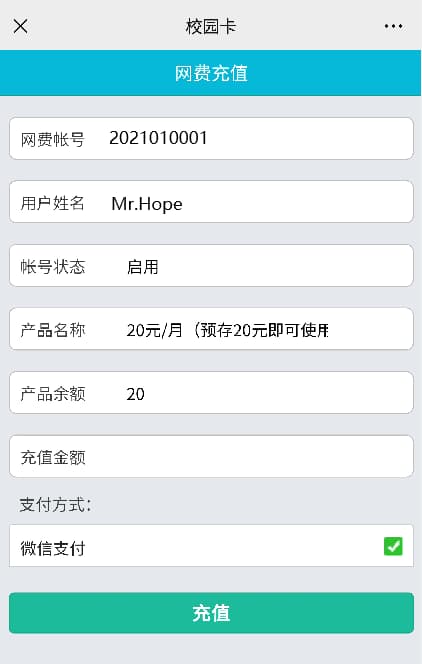 校园卡
网费充值
网费帐号 2021010001
用户姓名 Mr.Hope
帐号状态 启用
产品名称 20元/月（预存20元即可使用
产品余额 20
充值金额
支付方式：
微信支付
充值